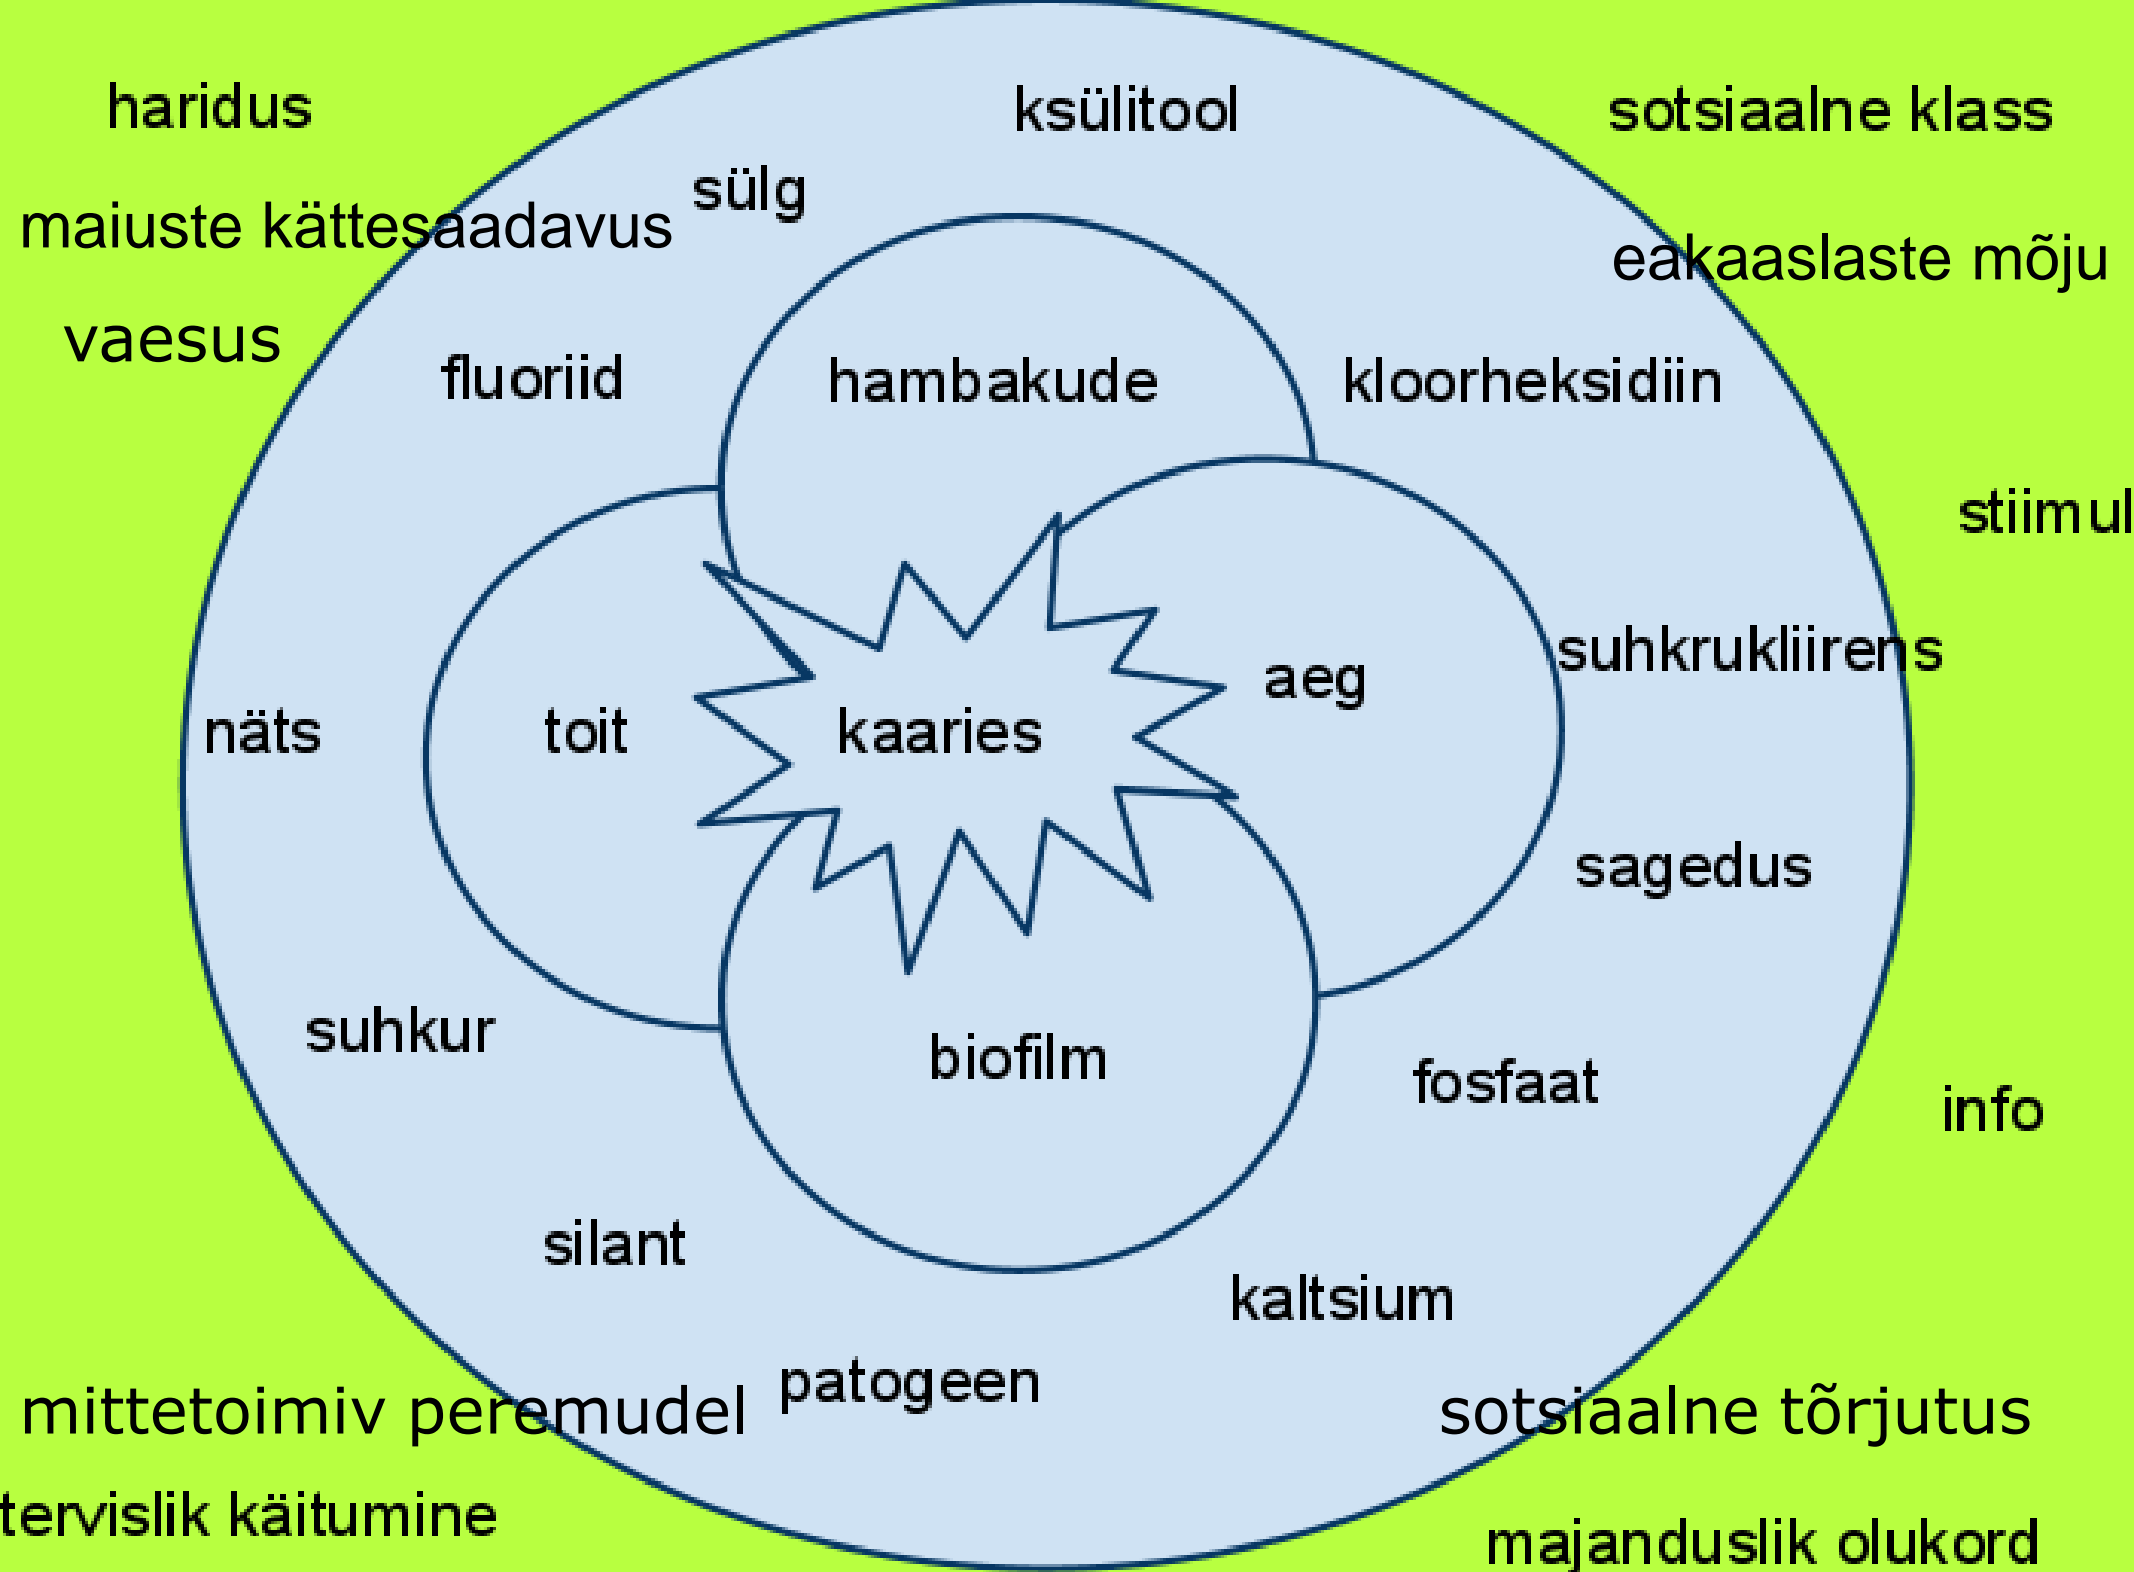 haridus
ksülitool
sotsiaalne klass
sülg
maiuste kättesaadavus
eakaaslaste mõju
vaesus
fluoriid
hambakude
kloorheksidiin
stiimul
suhkrukliirens
aeg
näts
toit
kaaries
sagedus
suhkur
biofilm
fosfaat
info
silant
kaltsium
patogeen
mittetoimiv peremudel
sotsiaalne tõrjutus
tervislik käitumine
majanduslik olukord